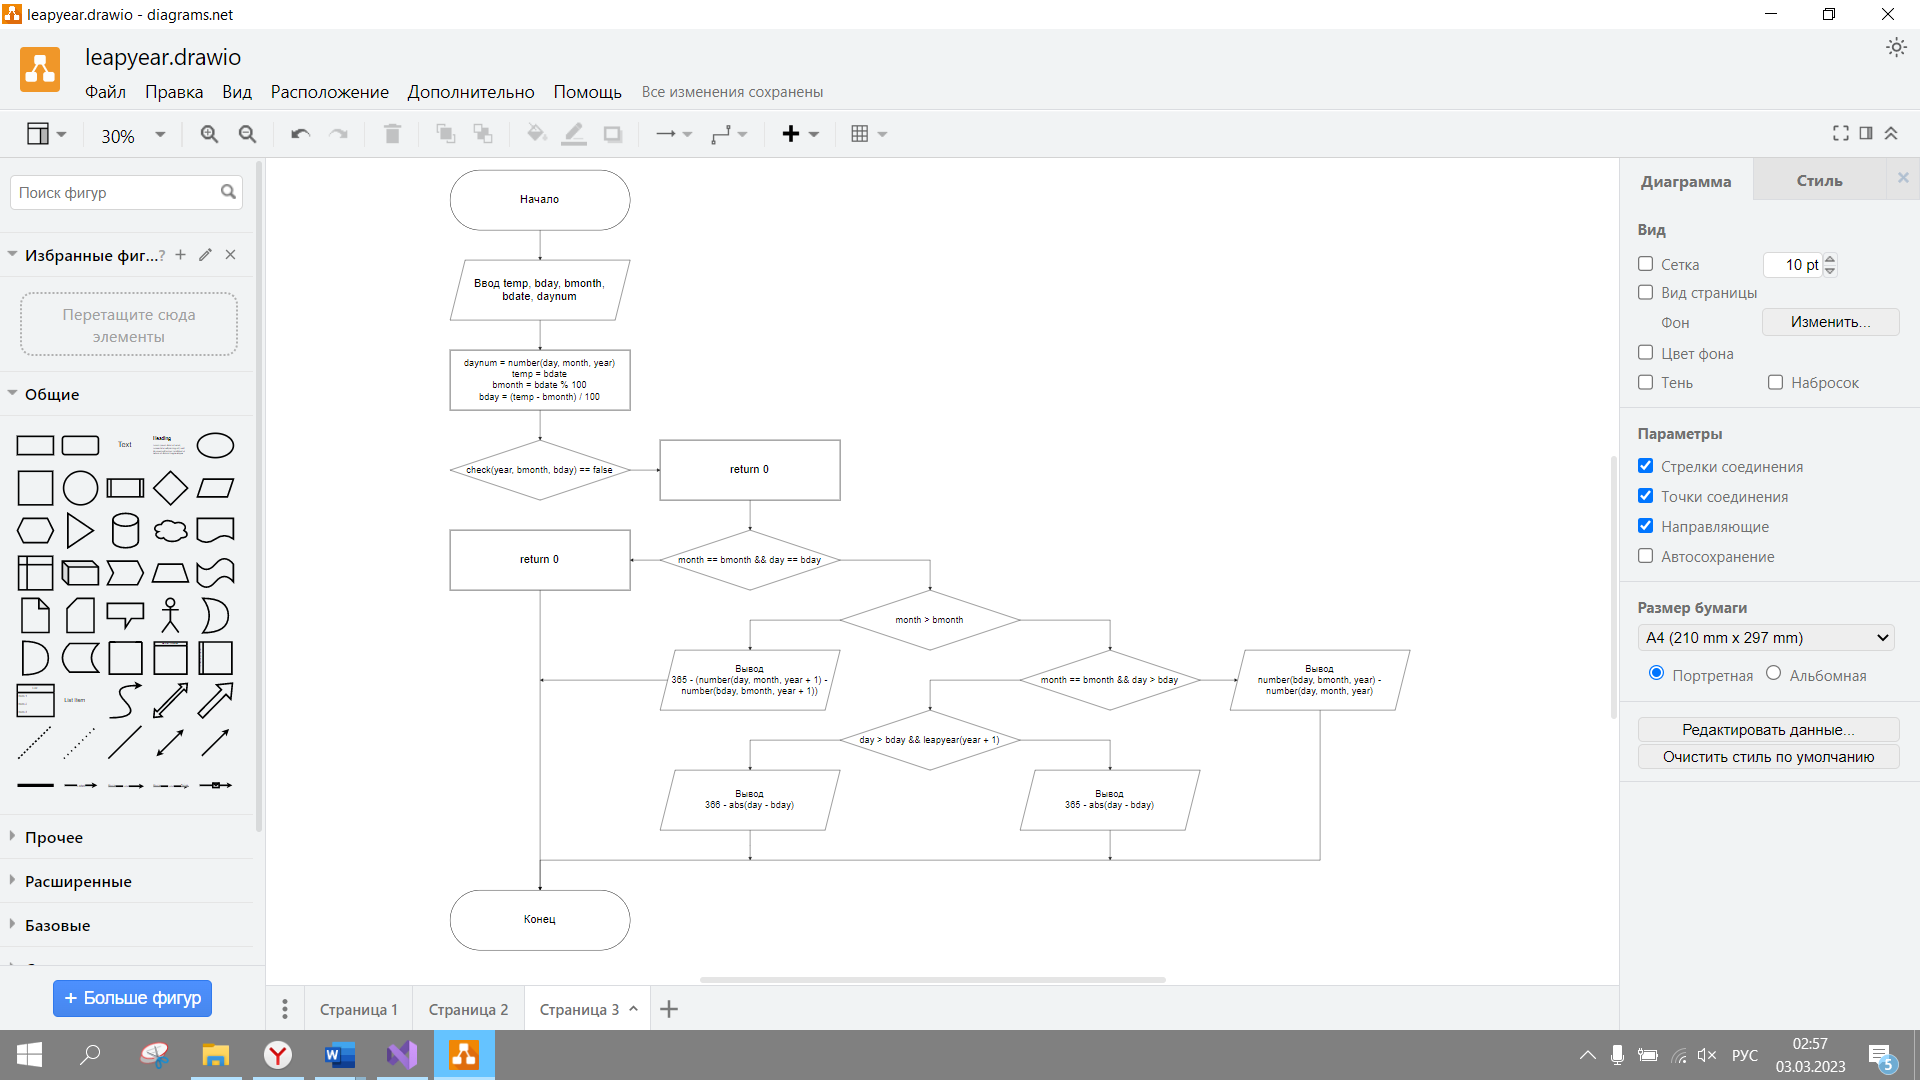 leapyear.drawio - diagrams.net
leapyear.drawio
Файл Правка Вид Расположение Дополнительно Помощь Все изменения сохранены
30%
Поиск фигур
Избранные фиг...?
Перетащите сюда
элементы
Общие
Text
Heading
List Item
Прочее
Расширенные
Базовые
+ Больше фигур
Начало
Ввод temp, bday, bmonth,
bdate, daynum
daynum = number(day, month, year)
temp = bdate
bmonth = bdate % 100
bday = (temp - bmonth) / 100
check(year, bmonth, bday) == false
return 0
return 0
month == bmonth && day == bday
month > bmonth
Вывод
365 - (number(day, month, year + 1) -
number(bday, bmonth, year + 1))
month == bmonth && day > bday
Вывод
number(bday, bmonth, year) -
number(day, month, year)
day > bday && leapyear(year + 1)
Вывод
366 - abs(day - bday)
Вывод
365 - abs(day - bday)
Конец
Страница 1
Страница 2
Страница 3
Диаграмма
Стиль
Вид
Сетка
10 pt
Вид страницы
Фон
Изменить...
Цвет фона
Тень
Набросок
Параметры
Стрелки соединения
Точки соединения
Направляющие
Автосохранение
Размер бумаги
A4 (210 mm x 297 mm)
Портретная
Альбомная
Редактировать данные...
Очистить стиль по умолчанию
РУС
02:57
03.03.2023
5